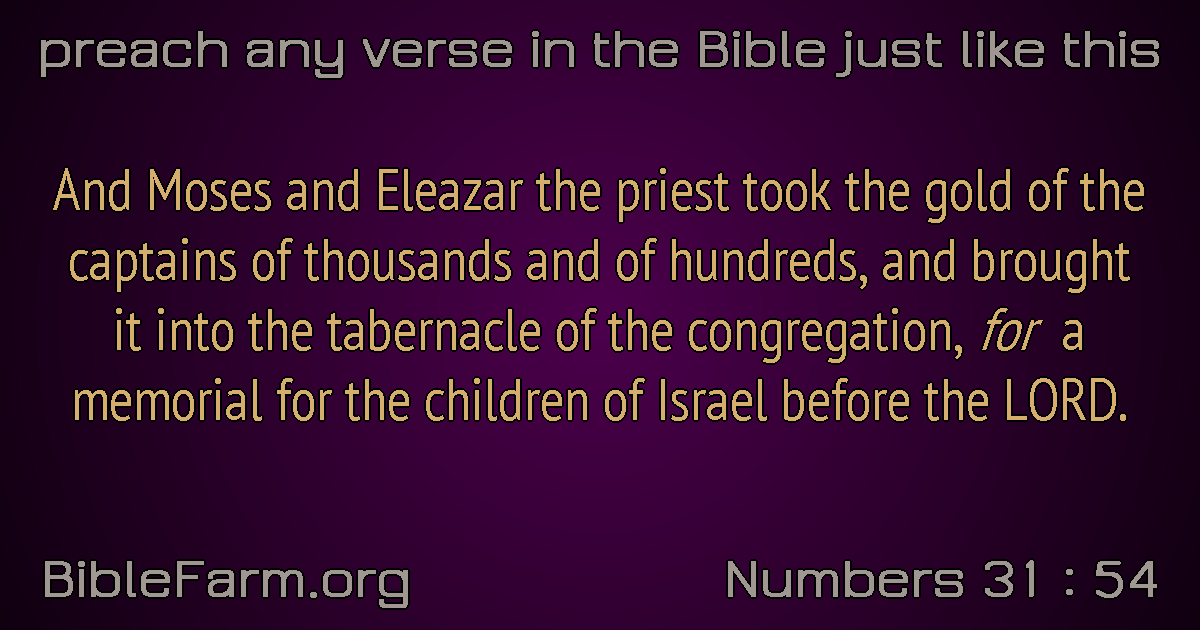 preach any verse in the Bible just like this
And Moses and Eleazar the priest took the gold of the
captains of thousands and of hundreds, and brought
it into the tabernacle of the congregation, for a
memorial for the children of Israel before the LORD.
BibleFarm.org
Numbers 31 : 54